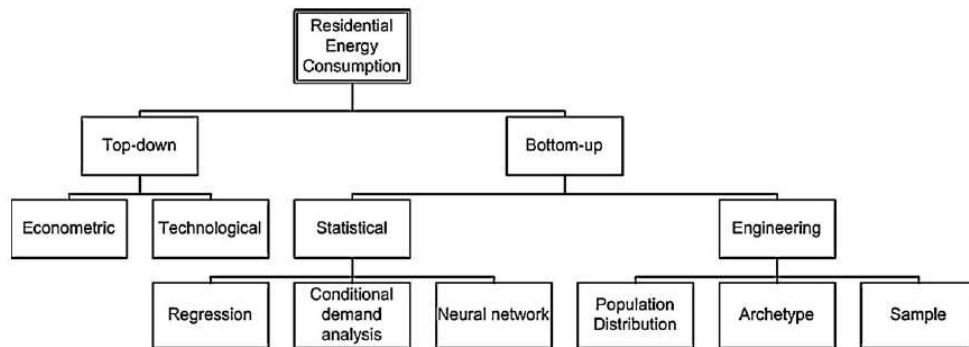 Residential
Energy
Consumption
Top-down
Bottom-up
Econometric
Technological
Statistical
Engineering
Regression
Conditional
demand
analysis
Neural network
Population
Distribution
Archetype
Sample